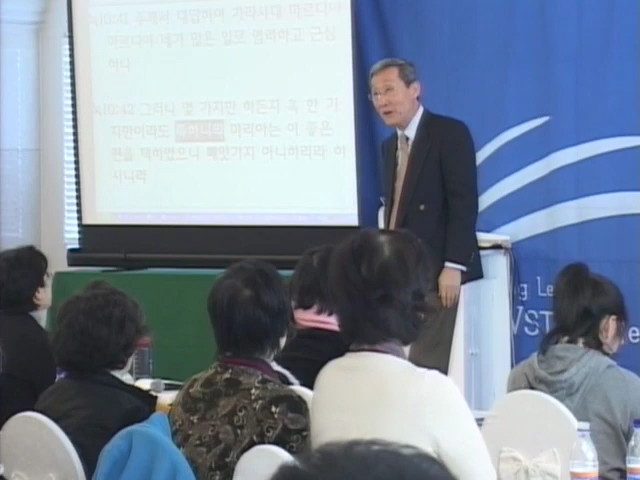 10:41 주께서 대답하여 가라사대 마르다야
마르다야 네가 많은 일로 염려하고 근심
하나
10:42 그러나 몇 가지만 하든지 혹 한 가
지만이라도 족하니라 마리아는 이 좋은
편을 택하였으니 빼앗기지 아니하리라 하
시니라
ng Le
VST